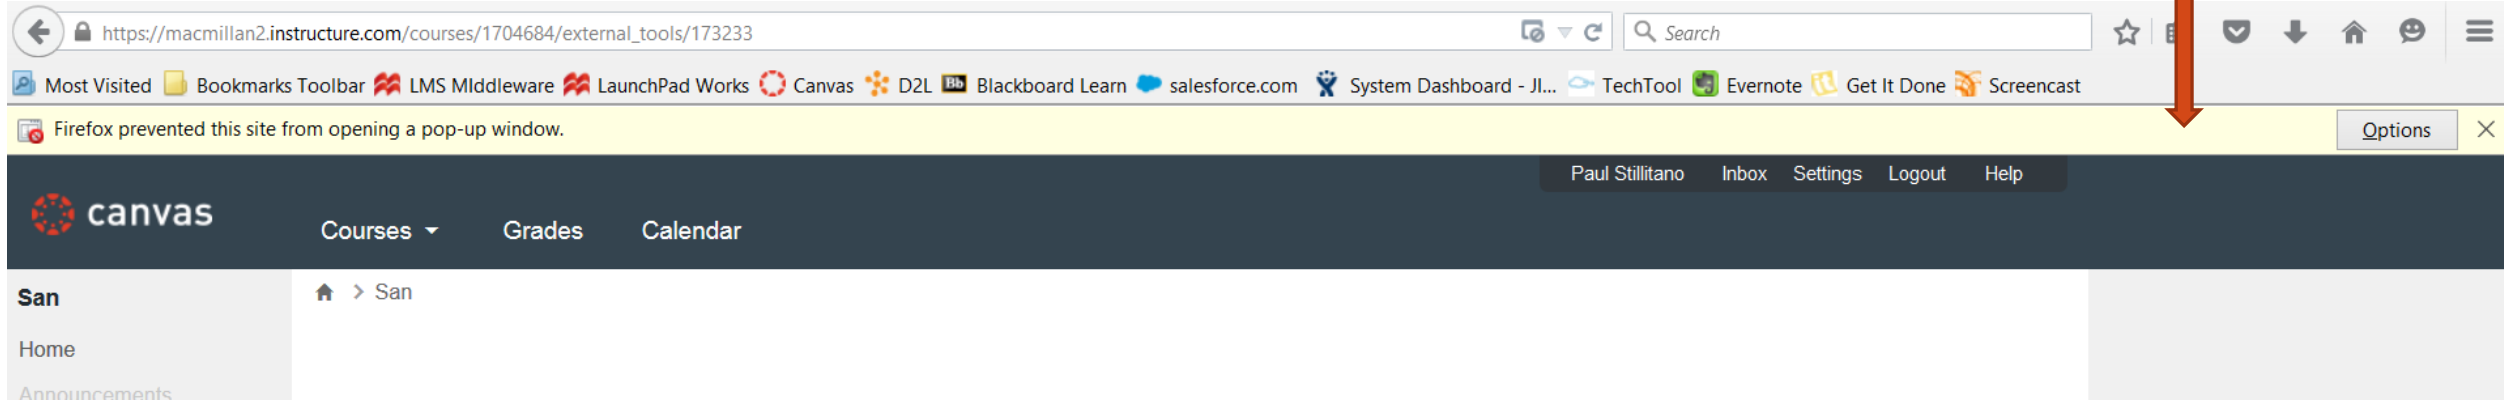 https://macmillan2.instructure.com/courses/1704684/external_tools/173233 Search
Most Visited Bookmarks Toolbar LMS MIddleware LaunchPad Works Canvas D2L Bb Blackboard Learn salesforce.com System Dashboard - JI... TechTool Evernote Get It Done Screencast
Firefox prevented this site from opening a pop-up window. Options
Paul Stillitano Inbox Settings Logout Help
canvas
Courses Grades Calendar
San
> San
Home
Announcements